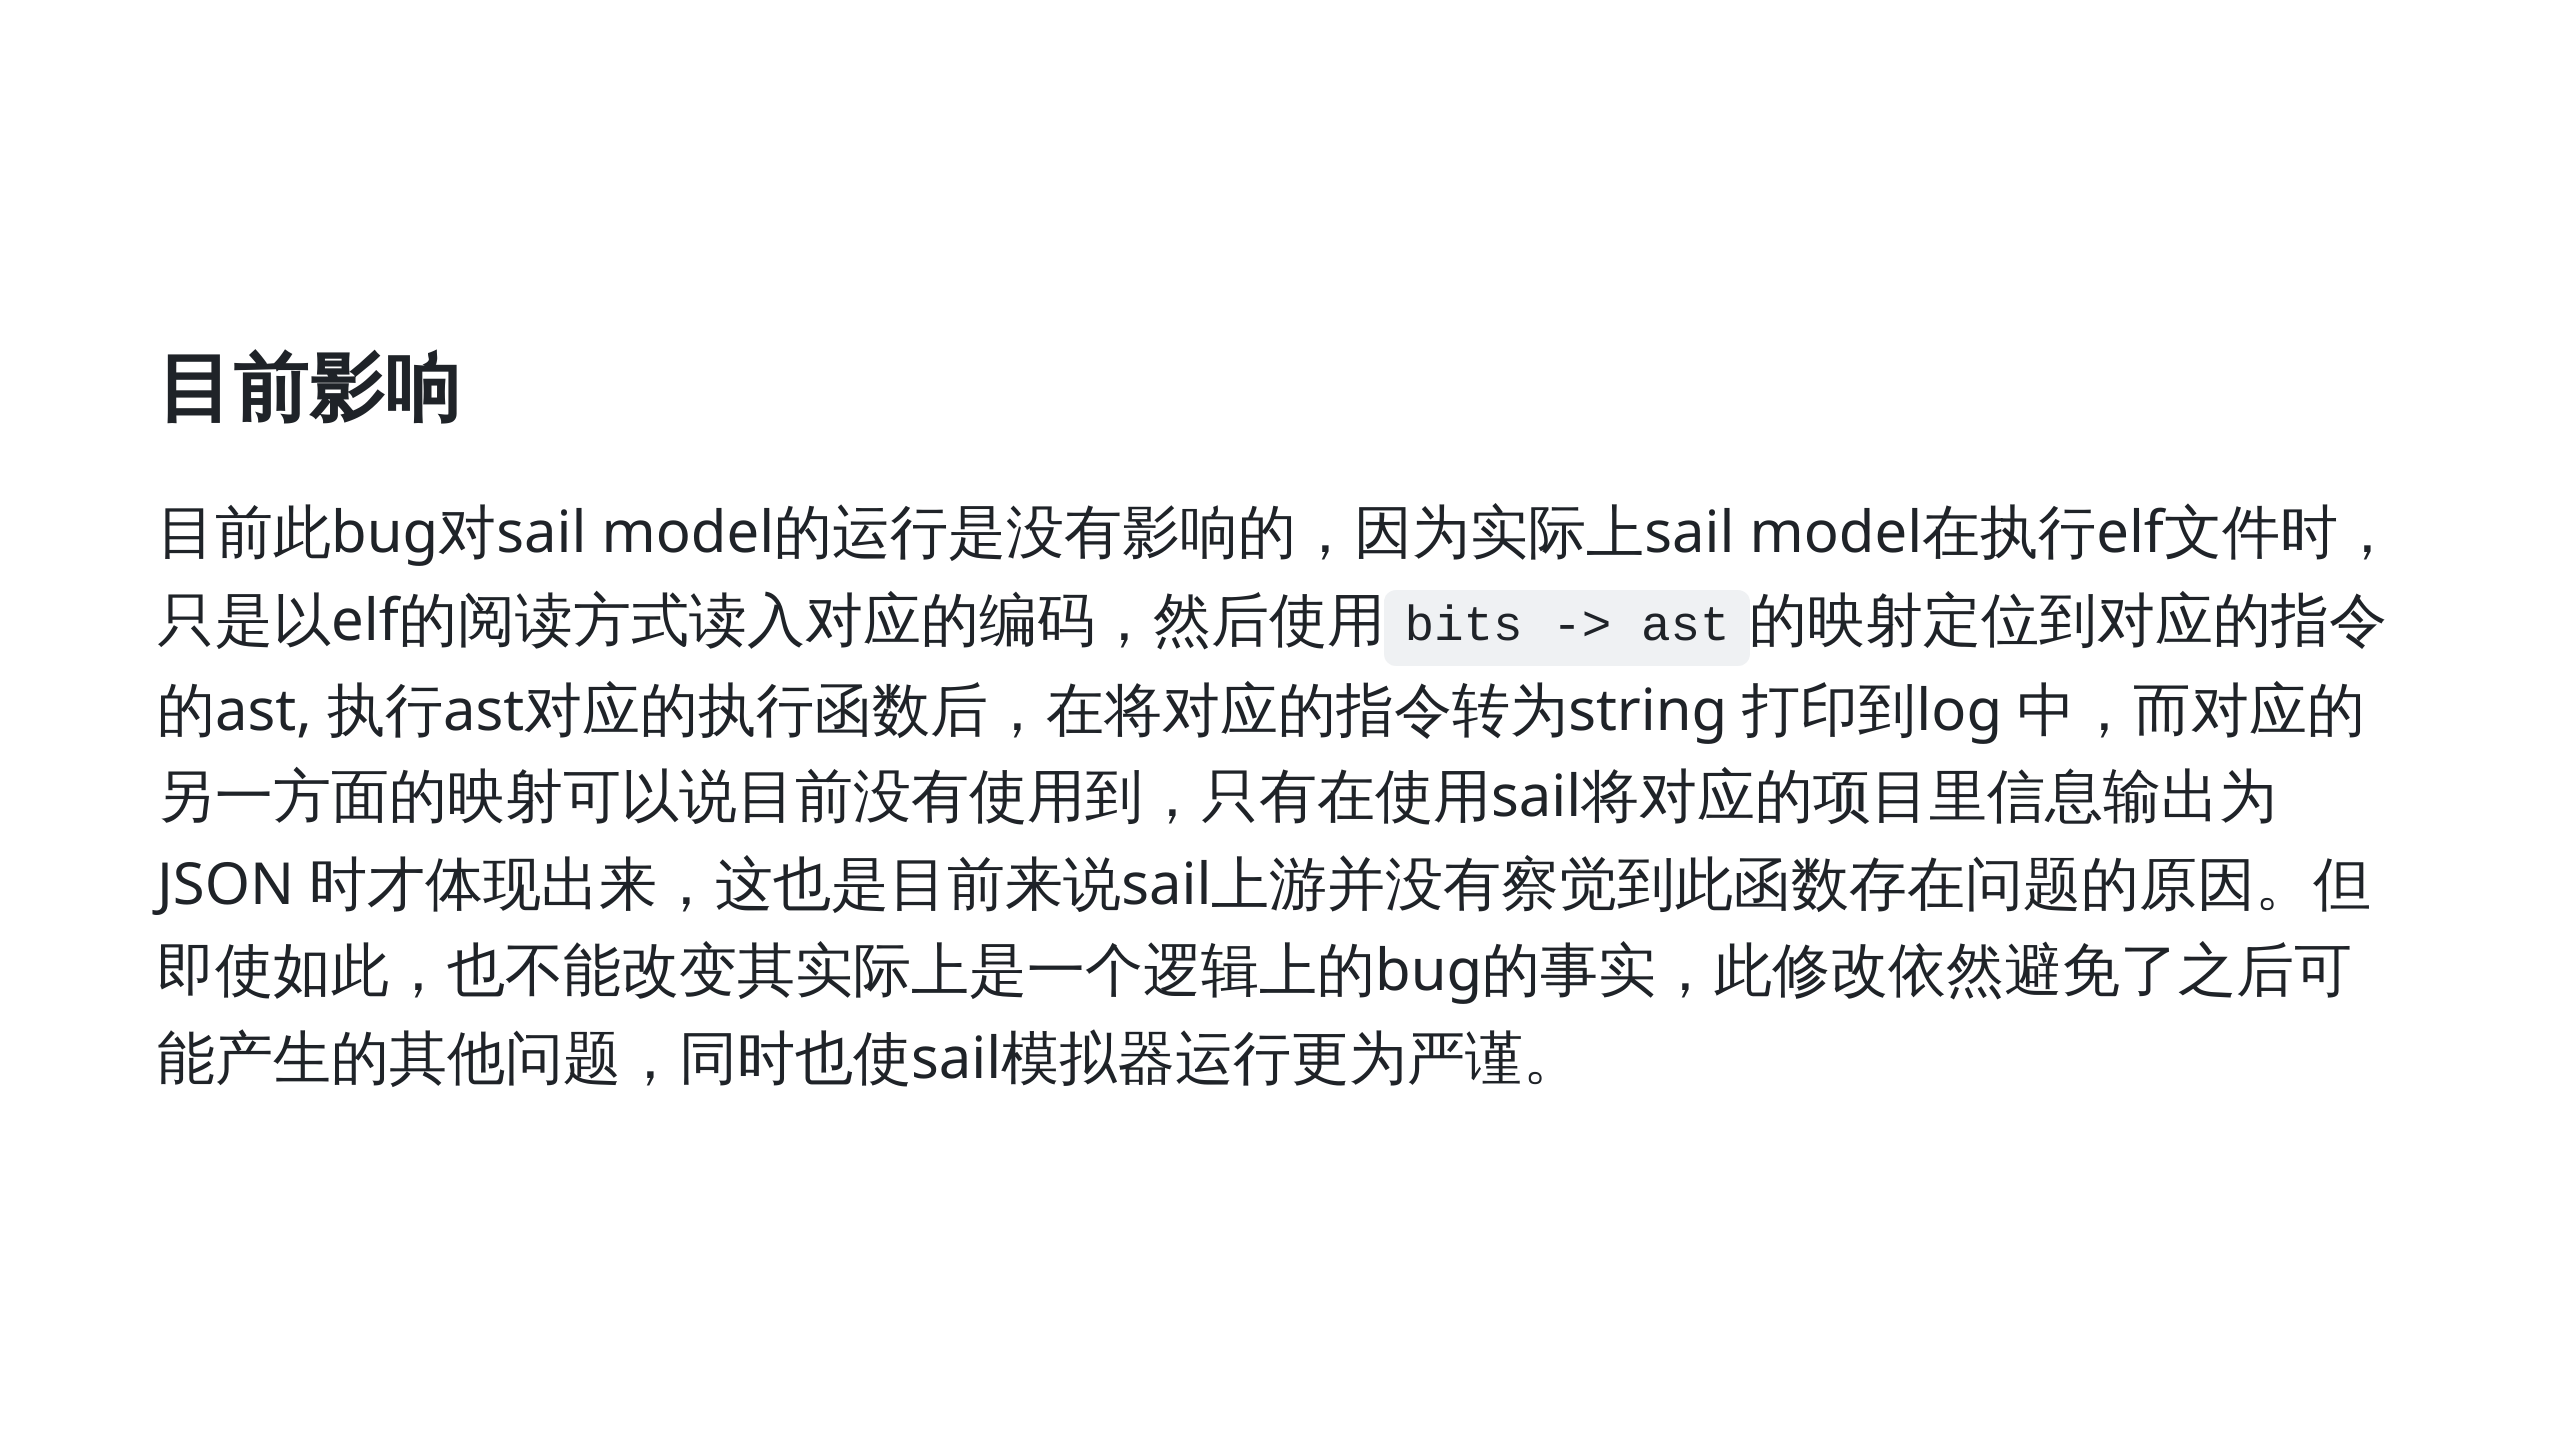 目前影响
目前此bug对sail model的运行是没有影响的，因为实际上sail model在执行elf文件时，
只是以elf的阅读方式读入对应的编码，然后使用 bits -> ast 的映射定位到对应的指令
的ast, 执行ast对应的执行函数后，在将对应的指令转为string 打印到log 中，而对应的
另一方面的映射可以说目前没有使用到，只有在使用sail将对应的项目里信息输出为
JSON 时才体现出来，这也是目前来说sail上游并没有察觉到此函数存在问题的原因。但
即使如此，也不能改变其实际上是一个逻辑上的bug的事实，此修改依然避免了之后可
能产生的其他问题，同时也使sail模拟器运行更为严谨。